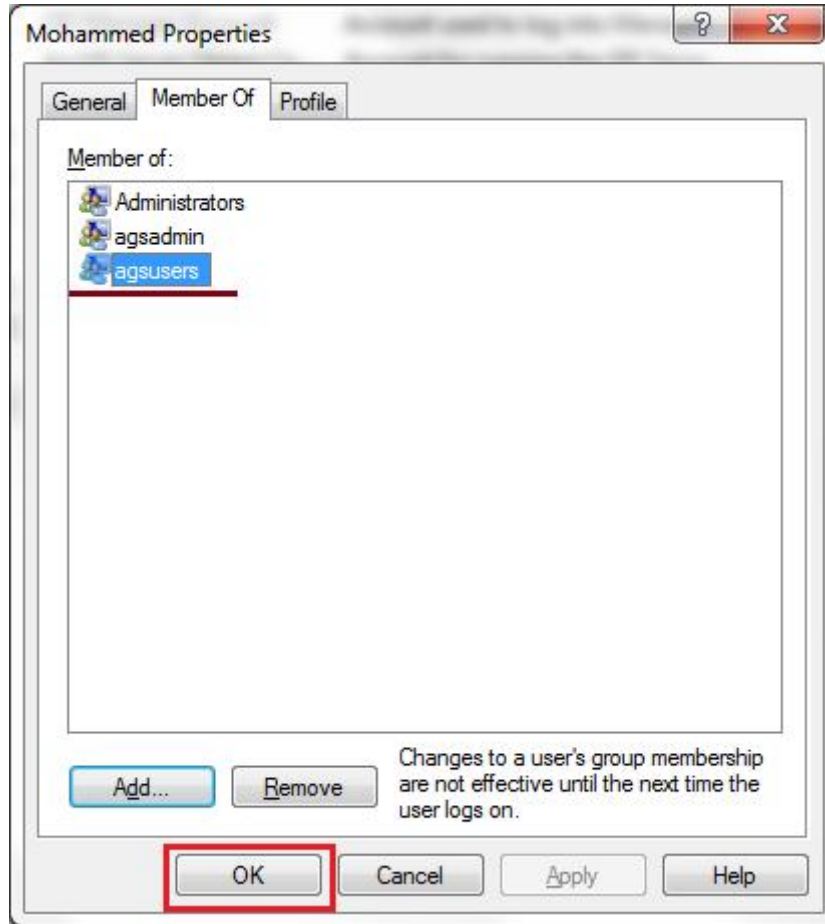 Mohammed Properties
General Member Of Profile
Member of:
Administrators
agsadmin
agsusers
Changes to a user's group membership
are not effective until the next time the
user logs on.
Add... Remove
OK Cancel Apply Help